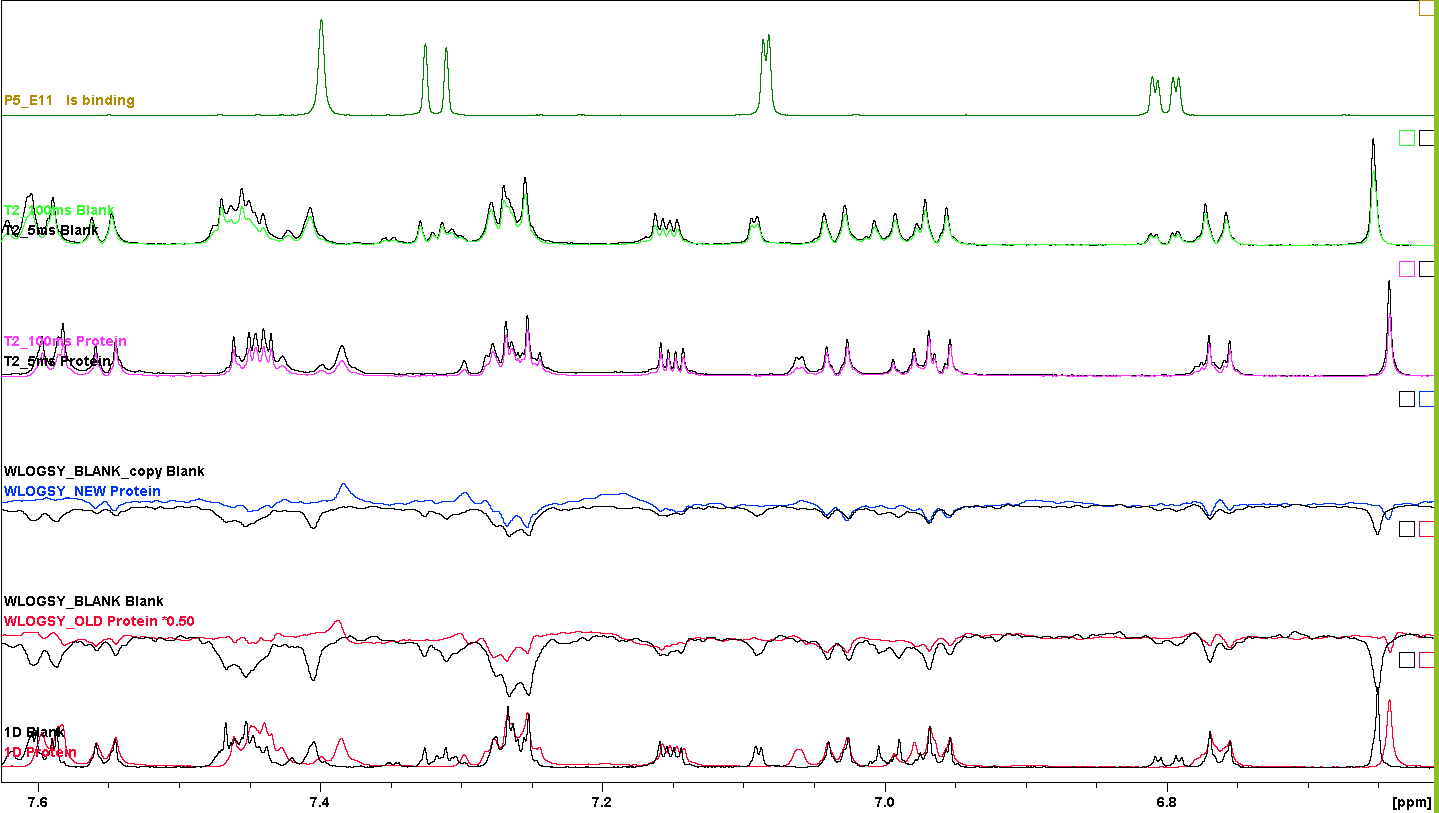 P5_E11 Is binding
T2_100ms Blank
T2_5ms Blank
T2_100ms Protein
T2_5ms Protein
WLOGSY_BLANK_copy Blank
WLOGSY_NEW Protein
WLOGSY_BLANK Blank
WLOGSY_OLD Protein *0.50
1D Blank
1D Protein
7.6 7.4 7.2 7.0 6.8 [ppm]